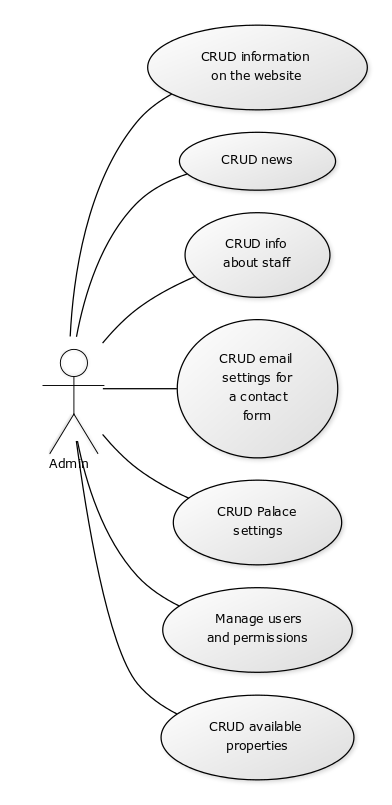 CRUD information
on the website
CRUD news
CRUD info
about staff
CRUD email
settings for
a contact
form
Admin
CRUD Palace
settings
Manage users
and permissions
CRUD available
properties